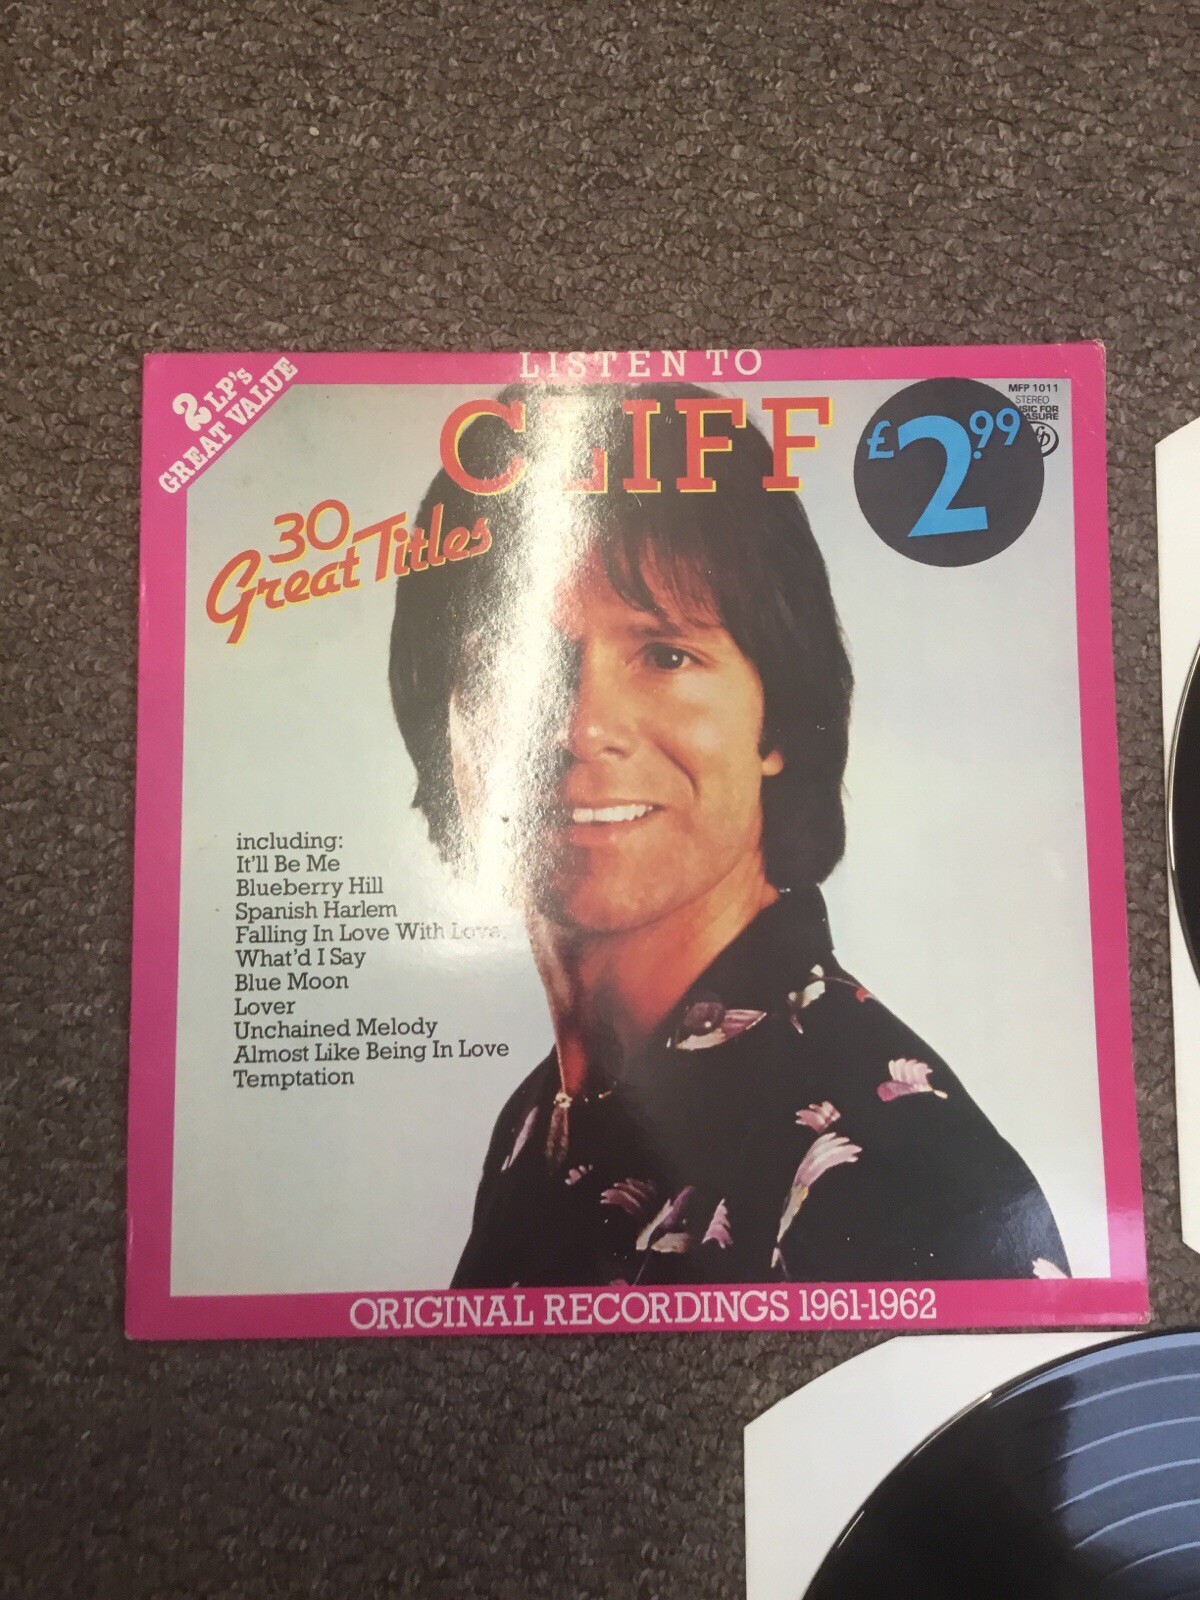 LISTEN TO
CLIFF
2 LP's
GREAT VALUE
30
Great Titles
£2.99
MFP 1011
STEREO
including:
It'll Be Me
Blueberry Hill
Spanish Harlem
Falling In Love With Love
What'd I Say
Blue Moon
Lover
Unchained Melody
Almost Like Being In Love
Temptation
ORIGINAL RECORDINGS 1961-1962